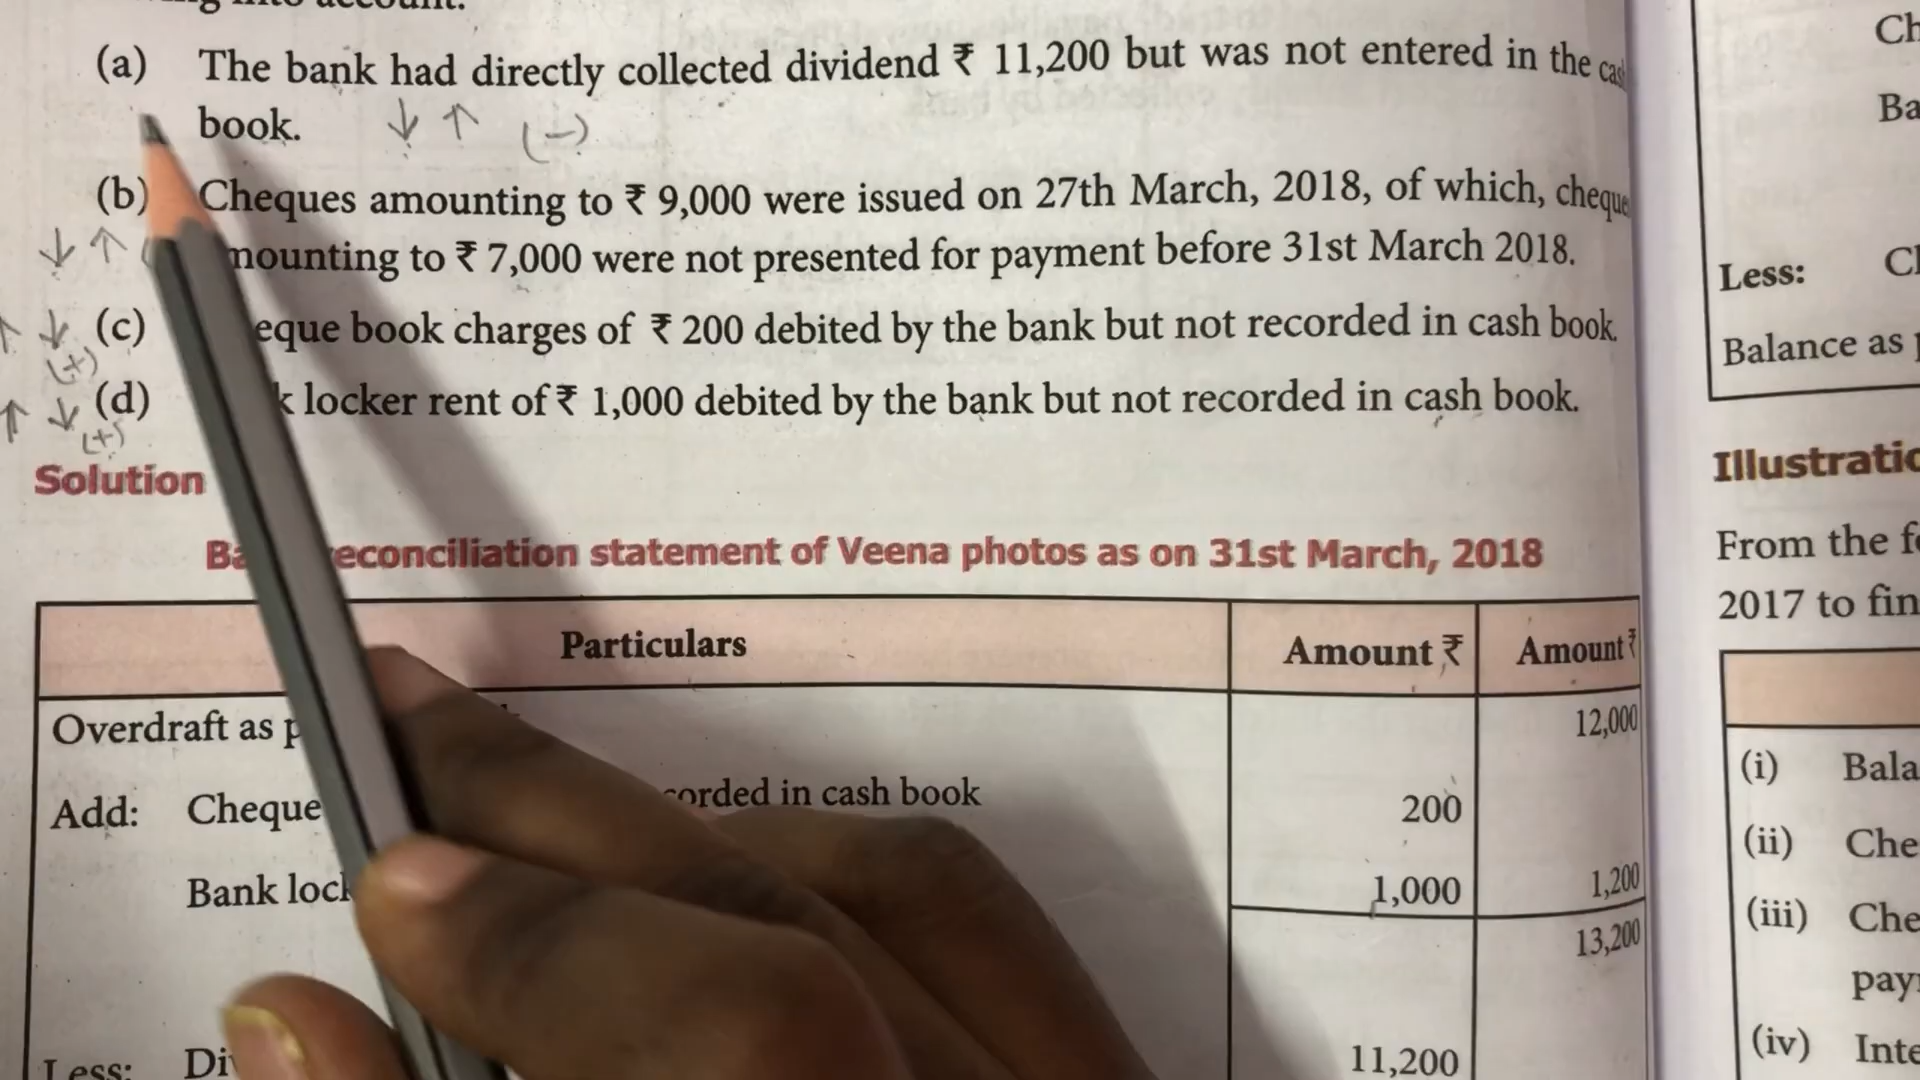 (a) The bank had directly collected dividend ₹ 11,200 but was not entered in the
book. ↓ ↑ (-)
(b) Cheques amounting to ₹ 9,000 were issued on 27th March, 2018, of which, cheque
↓ ↑ mounting to ₹ 7,000 were not presented for payment before 31st March 2018.
↑ ↓ (c) eque book charges of ₹ 200 debited by the bank but not recorded in cash book.
(+)
↑ ↓ (d) k locker rent of ₹ 1,000 debited by the bank but not recorded in cash book.
(+)
Solution
econciliation statement of Veena photos as on 31st March, 2018
Particulars Amount ₹ Amount ₹
Overdraft as p 12,000
Add: Cheque corded in cash book 200
Bank lock 1,000 1,200
13,200
Less: Di 11,200
Ch
Ba
Less: Ch
Balance as
Illustratio
From the f
2017 to fin
(i) Bala
(ii) Che
(iii) Che
pay
(iv) Inte